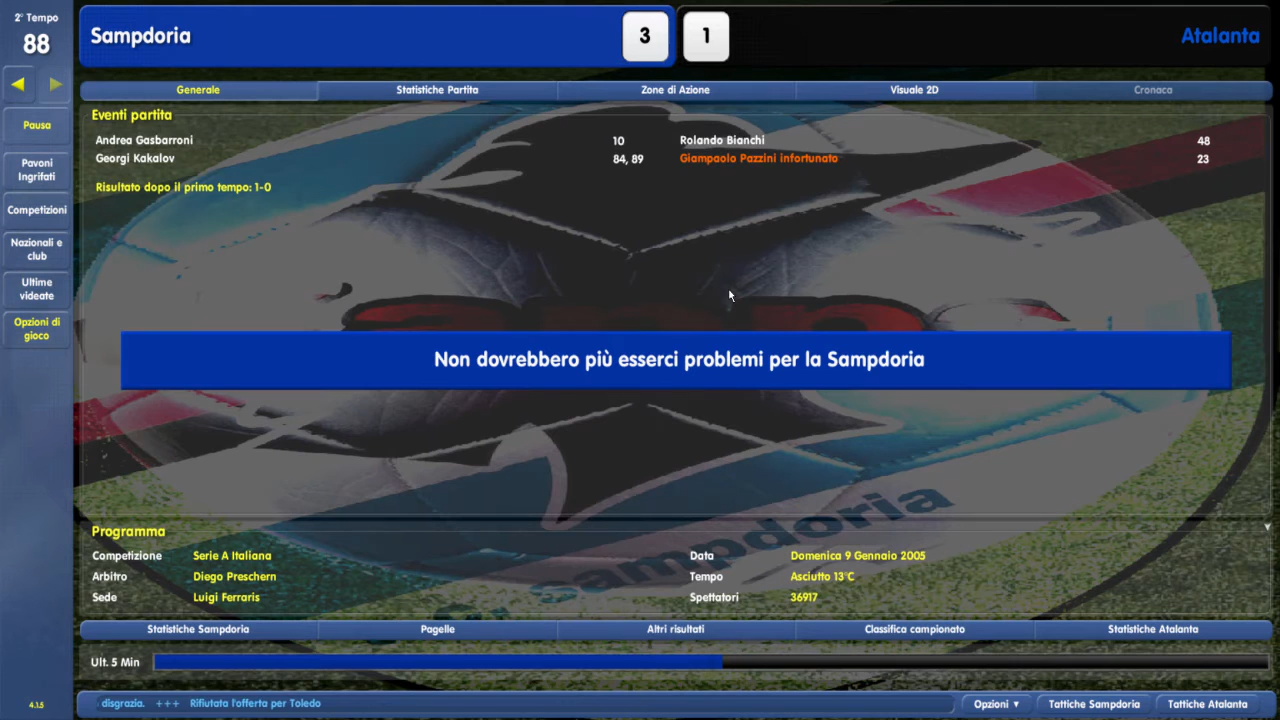 2° Tempo
88
Sampdoria 3 1 Atalanta
Generale Statistiche Partita Zone di Azione Visuale 2D Cronaca
Pausa
Pavoni Ingrifati
Competizioni
Nazionali e club
Ultime videate
Opzioni di gioco
4.1.5
Eventi partita
Andrea Gasbarroni 10 Rolando Bianchi 48
Georgi Kakalov 84, 89 Giampaolo Pazzini infortunato 23
Risultato dopo il primo tempo: 1-0
Non dovrebbero più esserci problemi per la Sampdoria
Sampdoria
Programma
Competizione Serie A Italiana Data Domenica 9 Gennaio 2005
Arbitro Diego Preschern Tempo Asciutto 13°C
Sede Luigi Ferraris Spettatori 36917
Statistiche Sampdoria Pagelle Altri risultati Classifica campionato Statistiche Atalanta
Ult. 5 Min
disgrazia. +++ Rifiutata l'offerta per Toledo Opzioni ▼ Tattiche Sampdoria Tattiche Atalanta